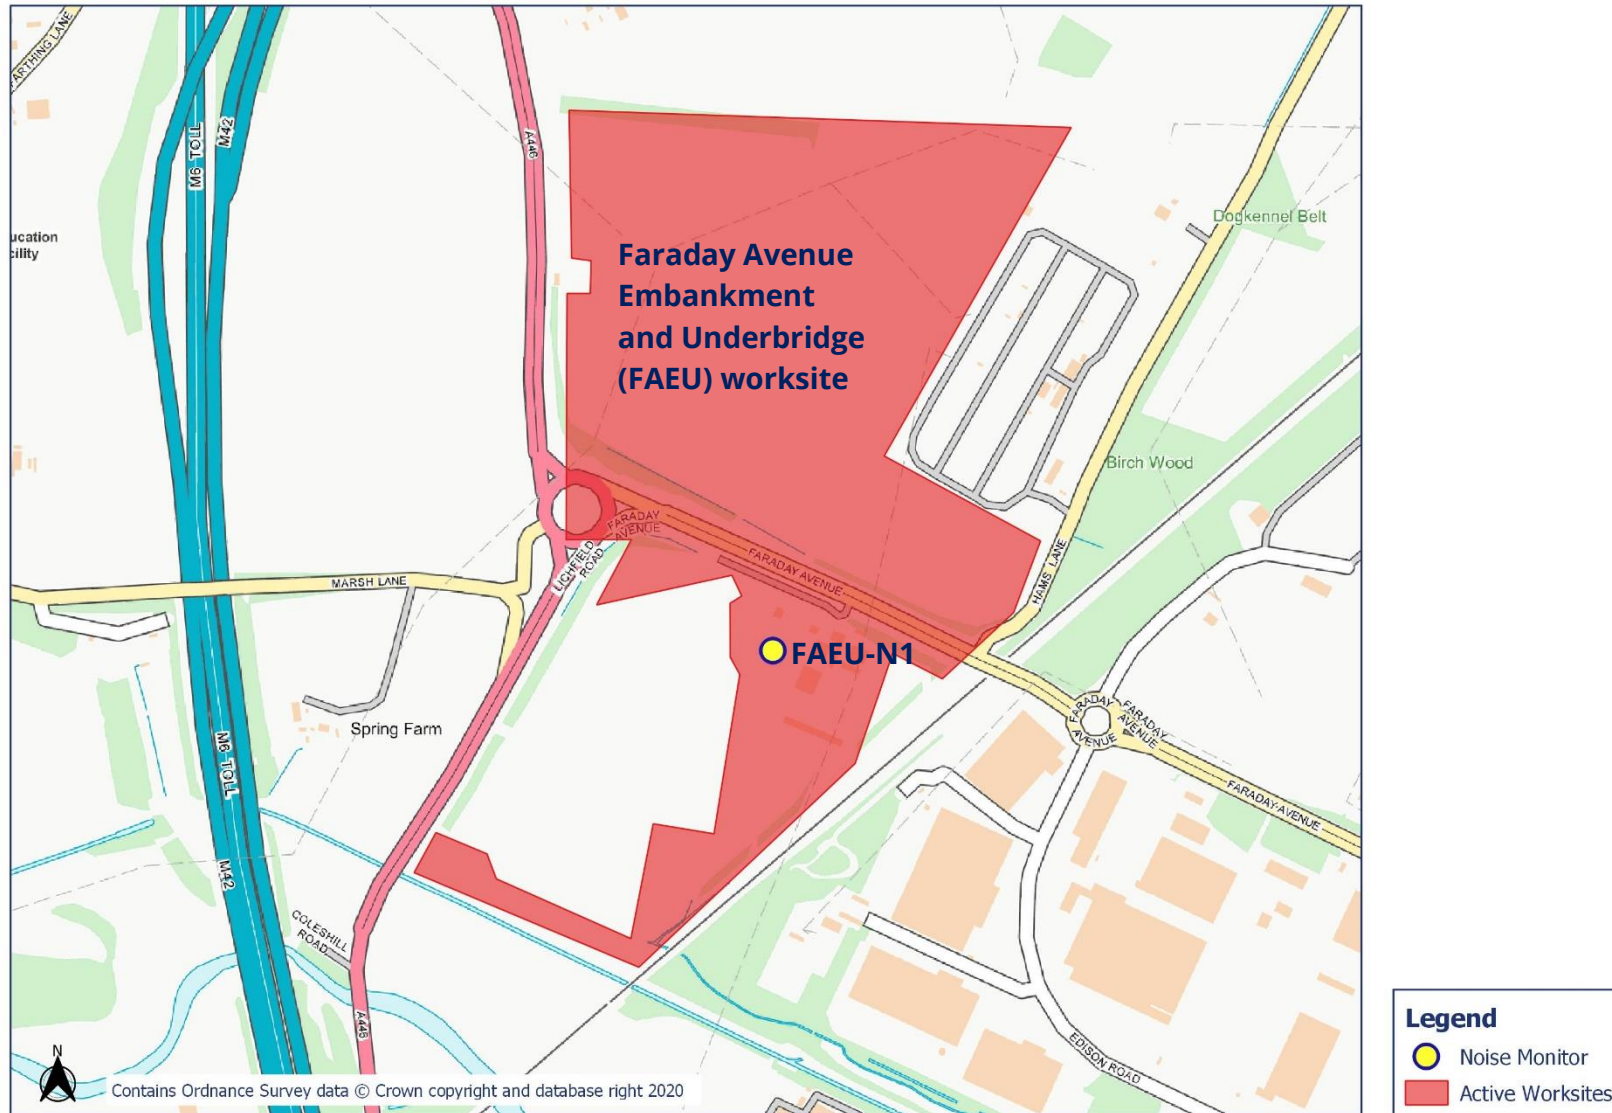 ARTHING LANE
M6 TOLL
M42
A446
ucation
cility
Dogkennel Belt
Faraday Avenue
Embankment
and Underbridge
(FAEU) worksite
Birch Wood
FARADAY
AVENUE
LICHFIELD
ROAD
FARADAY AVENUE
HAMS LANE
MARSH LANE
FAEU-N1
Spring Farm
FARADAY
AVENUE
FARADAY
AVENUE
M6 TOLL
FARADAY AVENUE
M42
COLESHILL
ROAD
A446
EDISON ROAD
N
Contains Ordnance Survey data © Crown copyright and database right 2020
Legend
Noise Monitor
Active Worksites